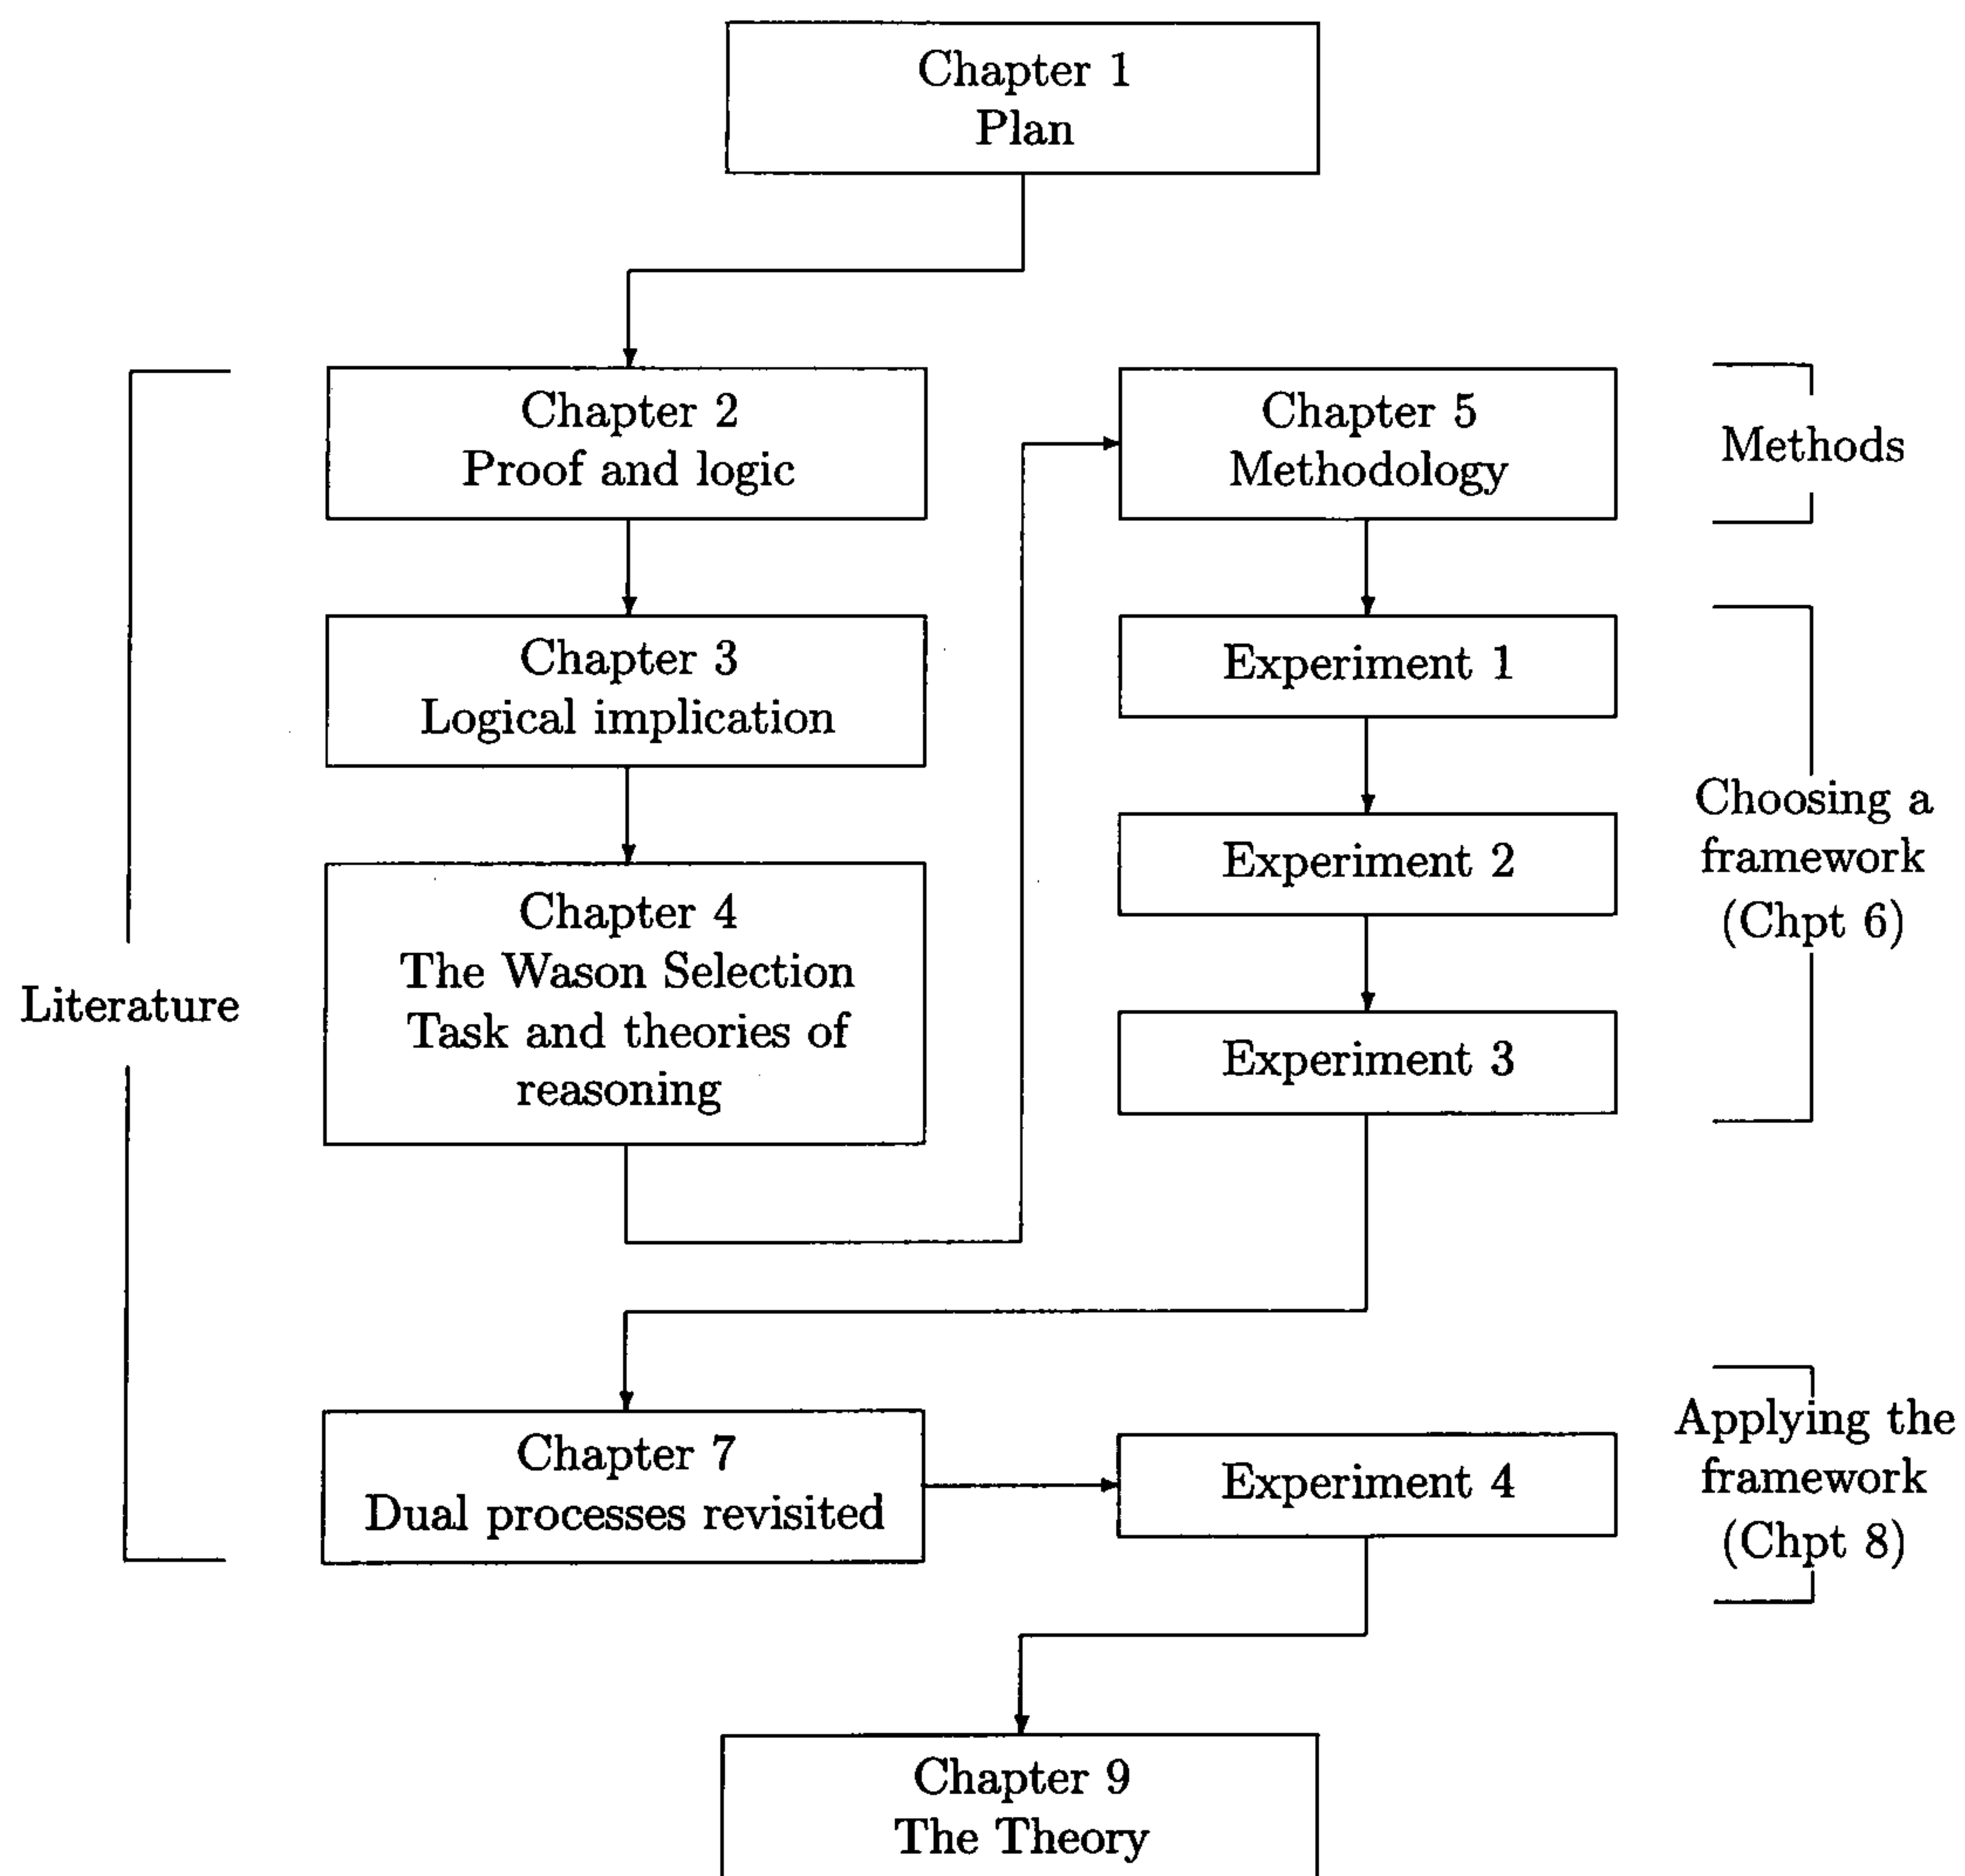 Chapter 1
Plan
Chapter 2
Proof and logic
Chapter 3
Logical implication
Chapter 4
The Wason Selection
Task and theories of
reasoning
Literature
Chapter 5
Methodology
Methods
Experiment 1
Experiment 2
Experiment 3
Choosing a
framework
(Chpt 6)
Chapter 7
Dual processes revisited
Experiment 4
Applying the
framework
(Chpt 8)
Chapter 9
The Theory